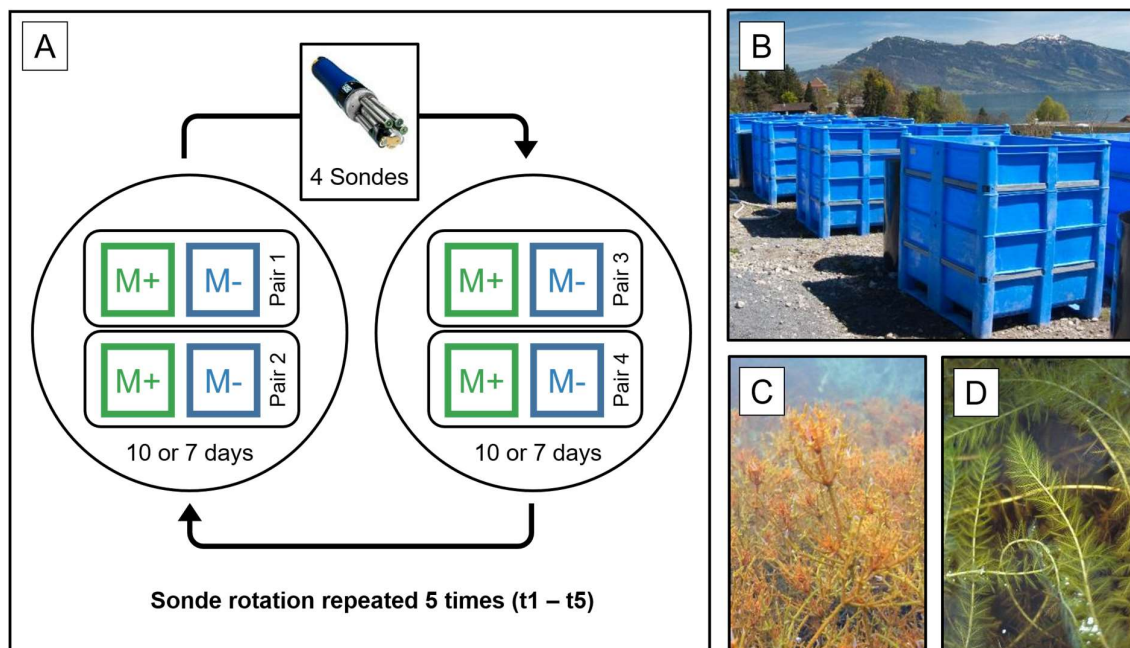 A
4 Sondes
M+ M- Pair 1
M+ M- Pair 2
10 or 7 days
M+ M- Pair 3
M+ M- Pair 4
10 or 7 days
Sonde rotation repeated 5 times (t1 – t5)
B
C
D